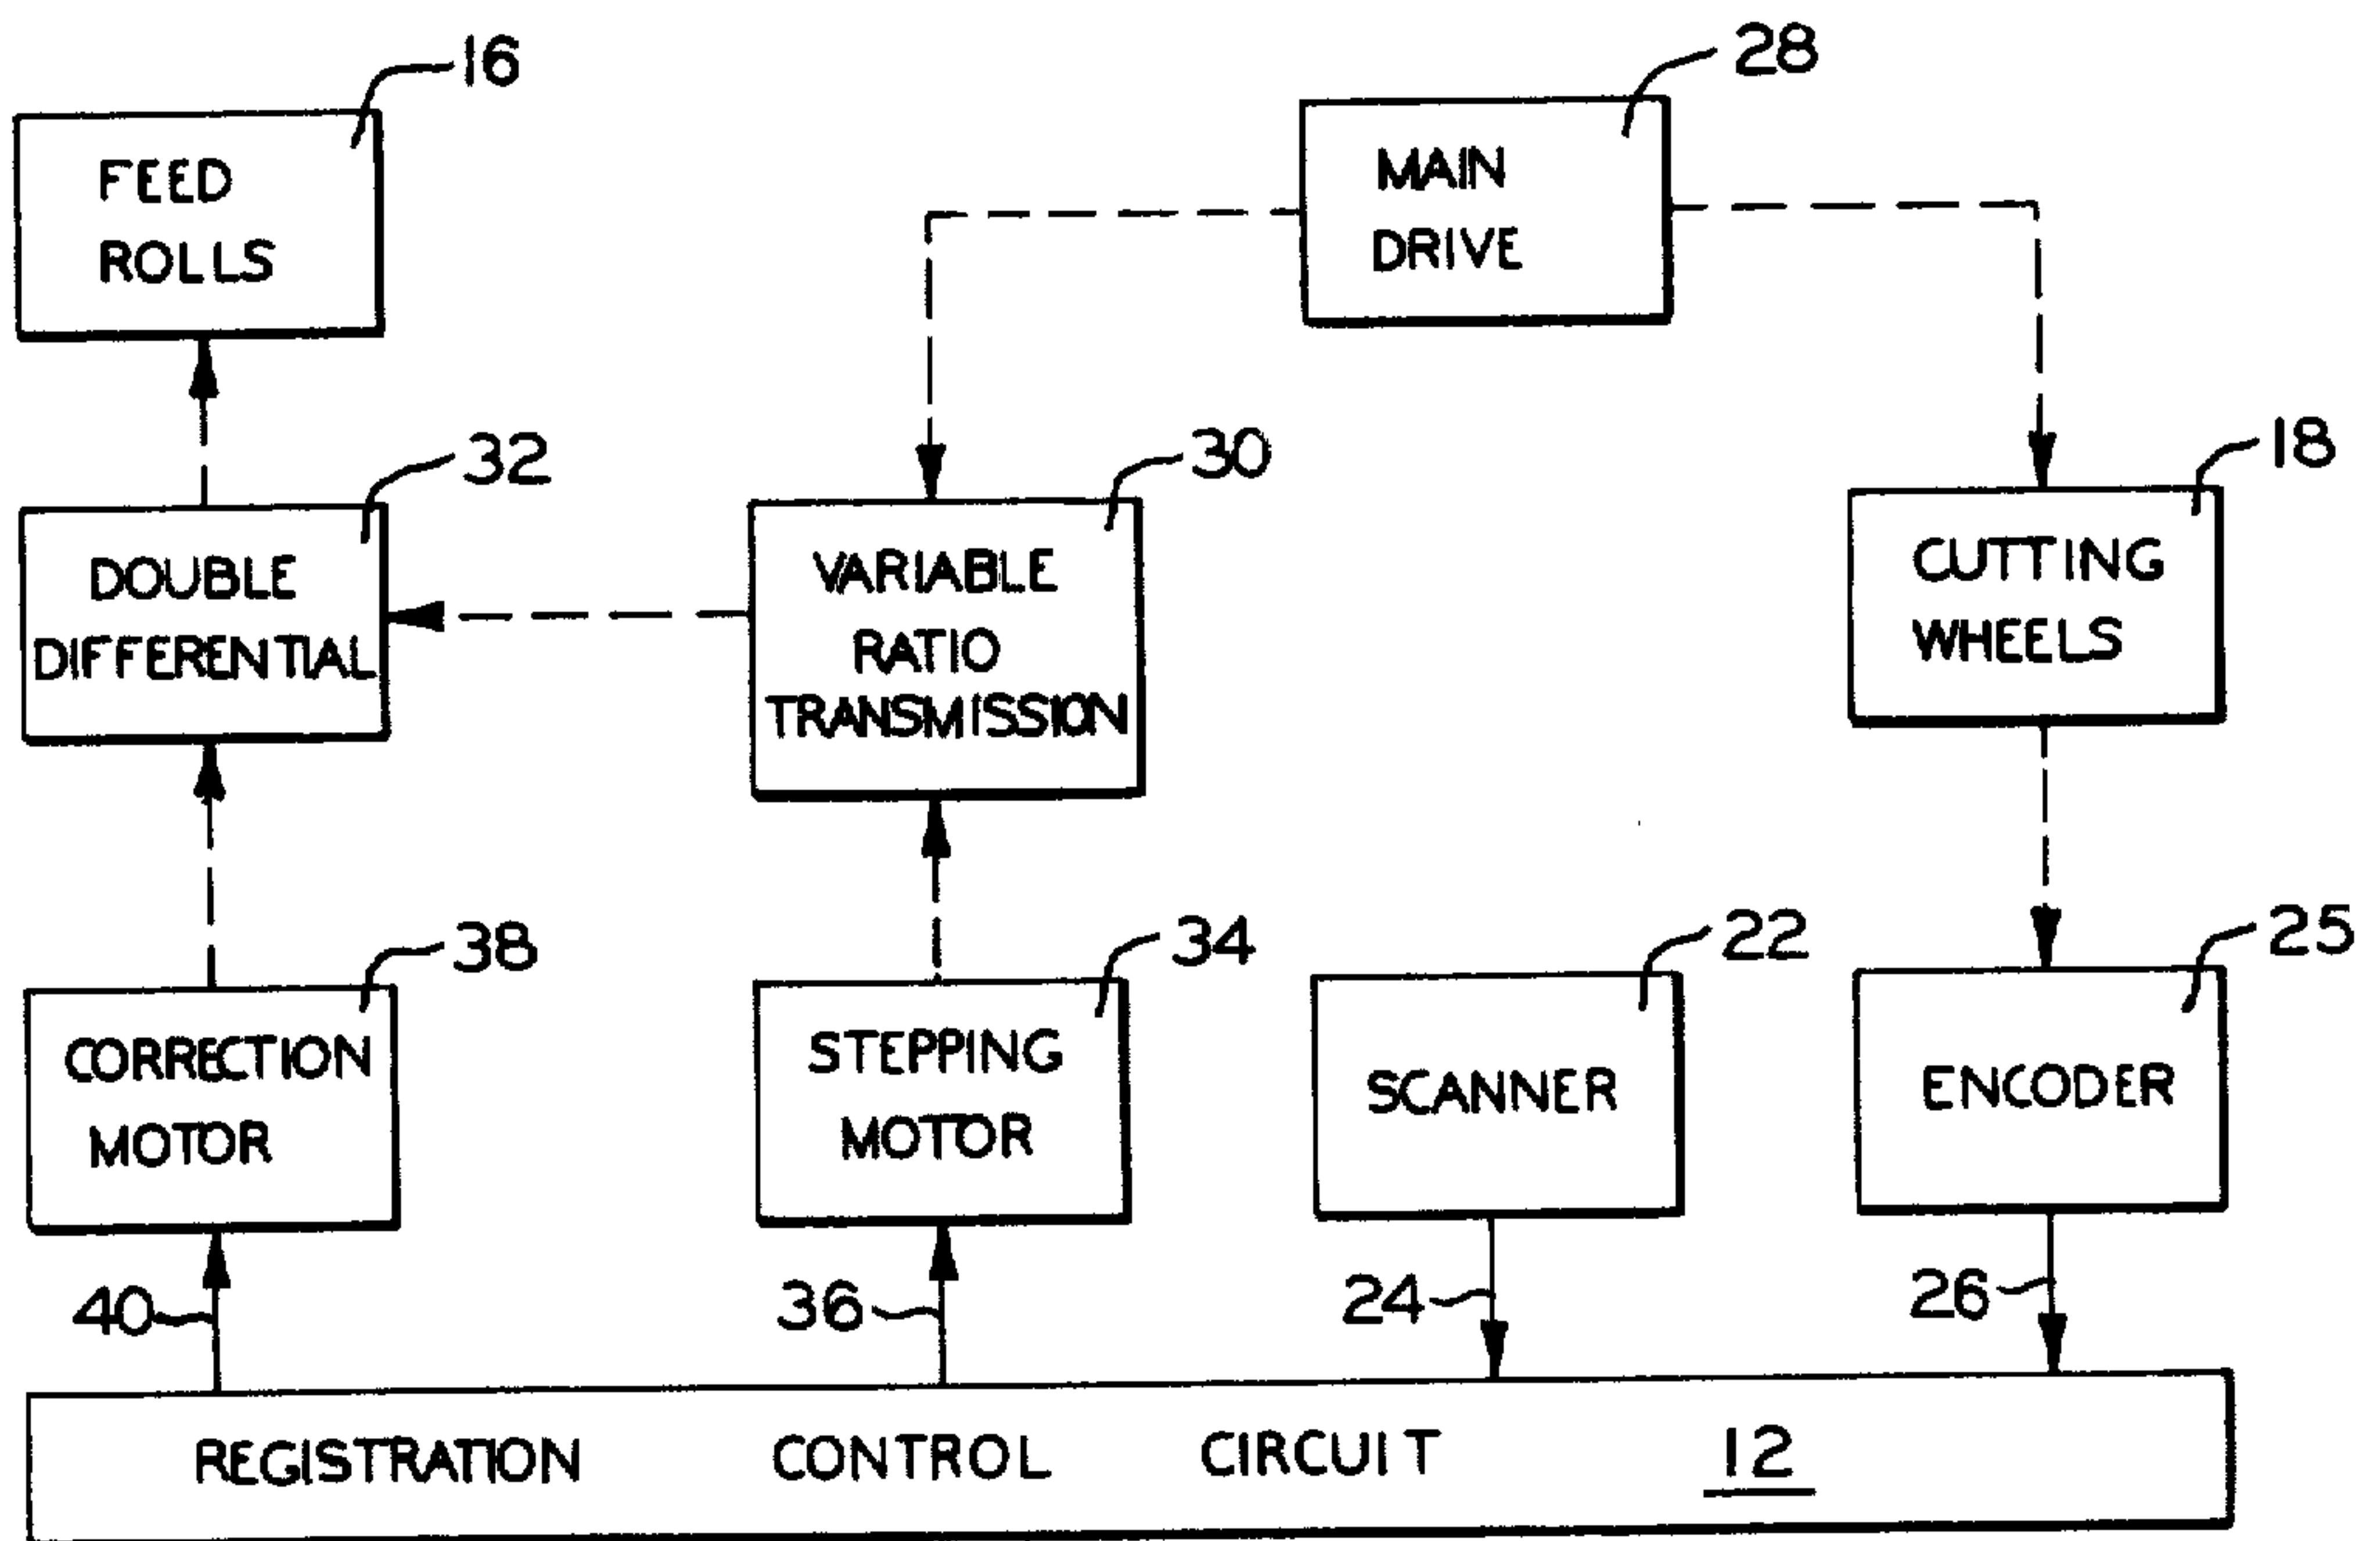 16
28
FEED
ROLLS
MAIN
DRIVE
32
30
18
DOUBLE
DIFFERENTIAL
VARIABLE
RATIO
TRANSMISSION
CUTTING
WHEELS
38
34
22
25
CORRECTION
MOTOR
STEPPING
MOTOR
SCANNER
ENCODER
40
36
24
26
REGISTRATION CONTROL CIRCUIT 12